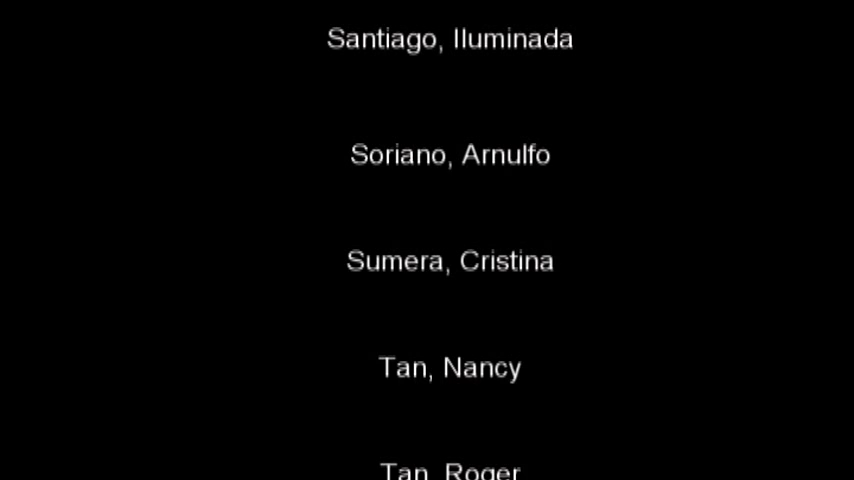 Santiago, Iluminada
Soriano, Arnulfo
Sumera, Cristina
Tan, Nancy
Tan, Roger